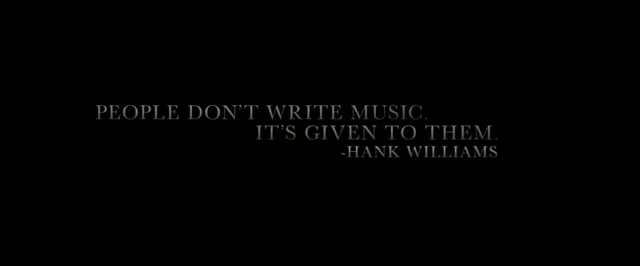 PEOPLE DON'T WRITE MUSIC.
IT'S GIVEN TO THEM.
-HANK WILLIAMS